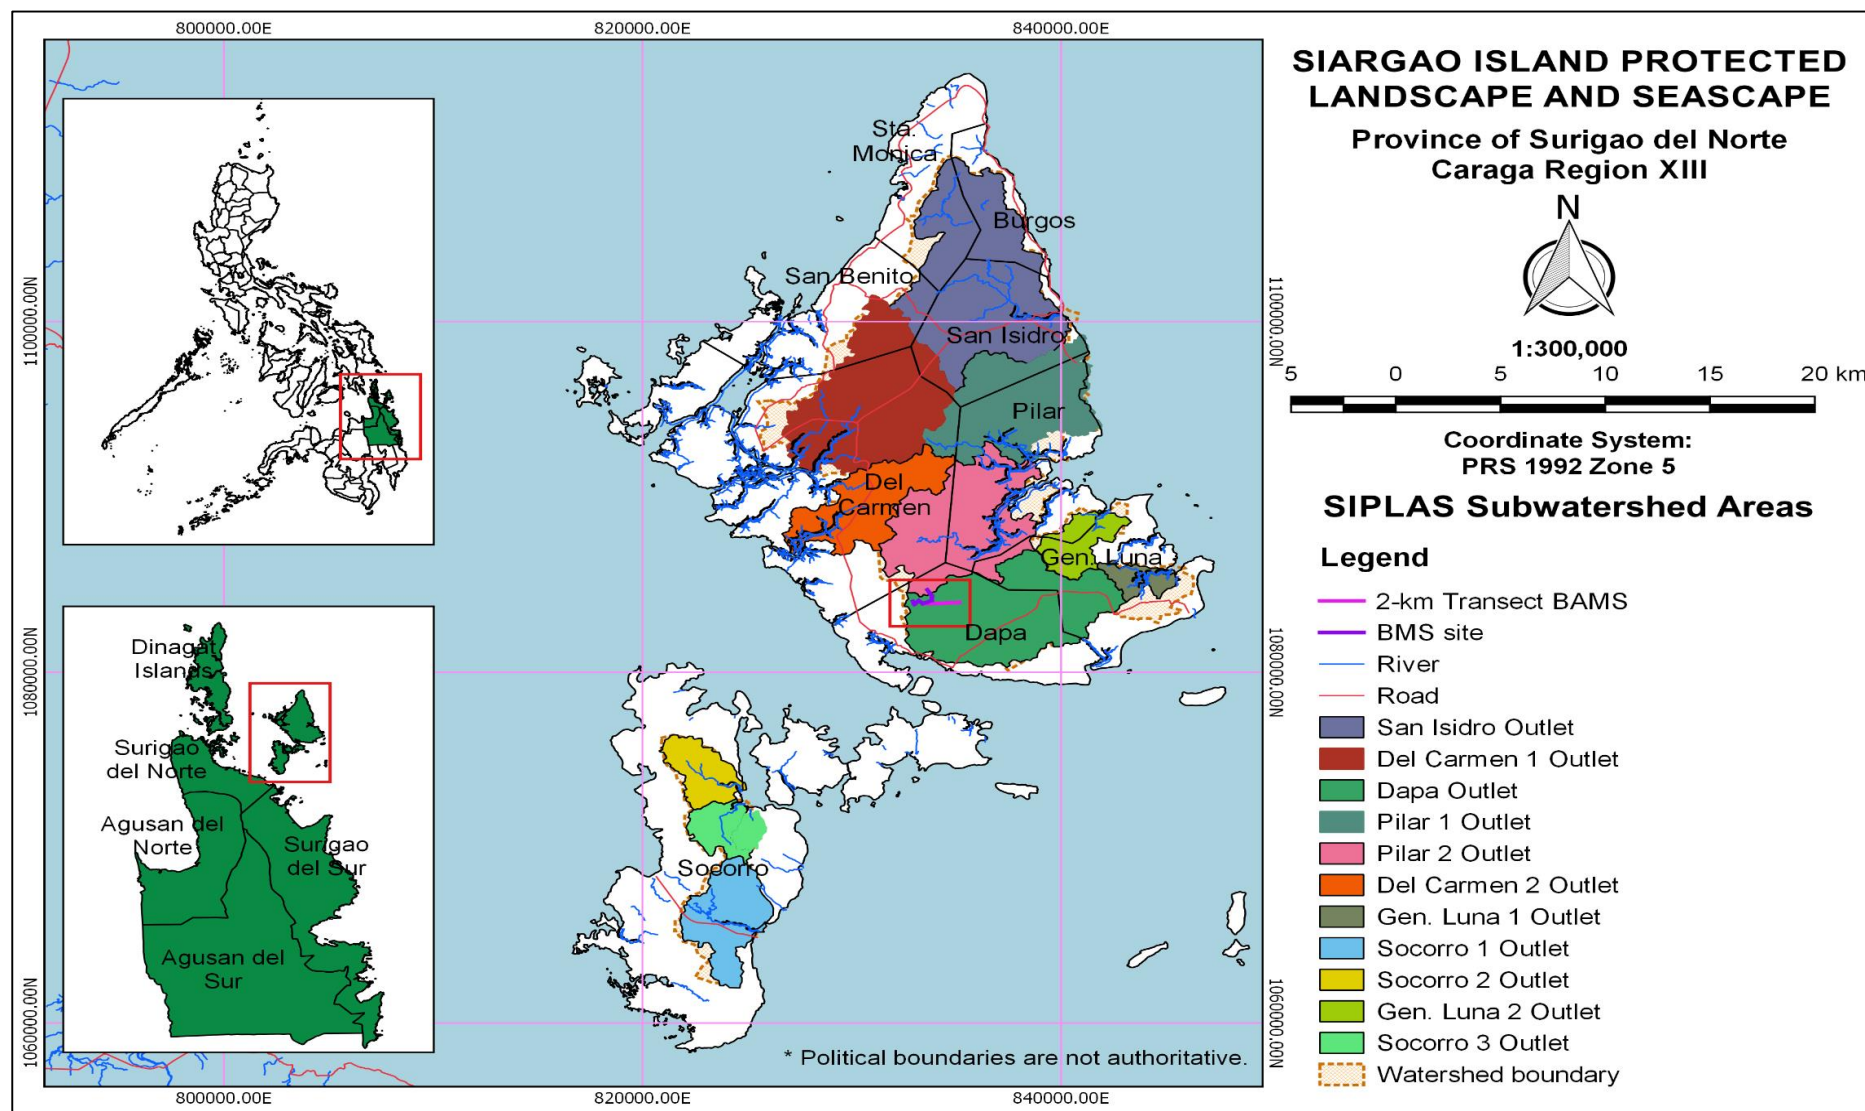 800000.00E
820000.00E
840000.00E
SIARGAO ISLAND PROTECTED
LANDSCAPE AND SEASCAPE
Province of Surigao del Norte
Caraga Region XIII
N
1:300,000
5 0 5 10 15 20 km
Coordinate System:
PRS 1992 Zone 5
SIPLAS Subwatershed Areas
Legend
2-km Transect BAMS
BMS site
River
Road
San Isidro Outlet
Del Carmen 1 Outlet
Dapa Outlet
Pilar 1 Outlet
Pilar 2 Outlet
Del Carmen 2 Outlet
Gen. Luna 1 Outlet
Socorro 1 Outlet
Socorro 2 Outlet
Gen. Luna 2 Outlet
Socorro 3 Outlet
Watershed boundary
Sta.
Monica
Burgos
San Benito
San Isidro
Pilar
Del
Carmen
Gen. Luna
Dapa
Socorro
* Political boundaries are not authoritative.
Dinagat
Islands
Surigao
del Norte
Agusan del
Norte
Surigao
del Sur
Agusan del
Sur
1100000.00N
1080000.00N
1060000.00N
1100000.00N
1080000.00N
1060000.00N
800000.00E
820000.00E
840000.00E